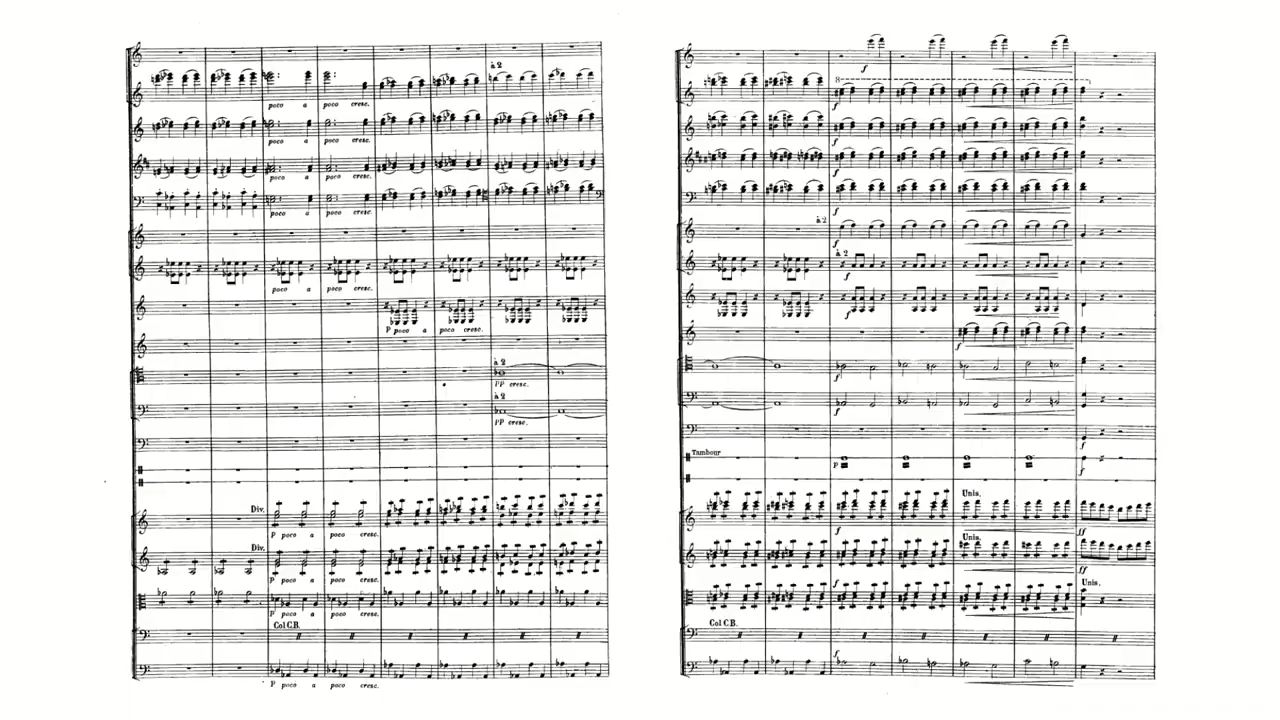 à 2
poco a poco cresc.
poco a poco cresc.
poco a poco cresc.
poco a poco cresc.
poco a poco cresc.
P poco a poco cresc.
à 2
PP cresc.
à 2
PP cresc.
Div.
P poco a poco cresc.
Div.
P poco a poco cresc.
poco a poco cresc.
Col C.B.
P poco a poco cresc.
f
8
f
f
f
f
à 2
f
à 2
f
f
f
f
f
f
Tambour
P
f
Unis.
f
ff
Unis.
ff
f
Unis.
Col C.B.
f